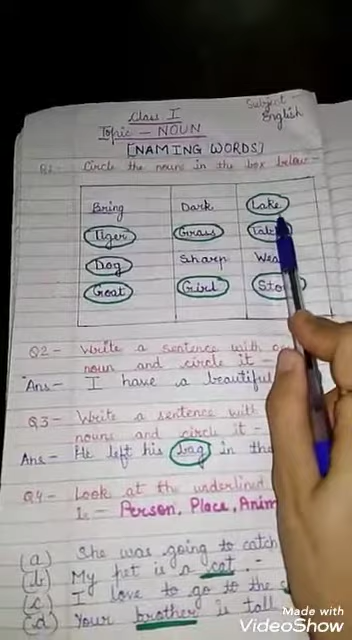 Class I
Subject - English
Topic - NOUN
[NAMING WORDS]
Q1- Circle the nouns in the box below-
Bring Dark Lake
Tiger Grass
Dog Sharp
Goat Girl
Q2- Write a sentence with
noun and circle it -
Ans- I have a beautiful
Q3- Write a sentence with
nouns and circle it -
Ans- He left his bag in the
Q4- Look at the underlined
is - Person, Place,
(a) She was going to catch
(b) My pet is a cat.
(c) I love to go to the
(d) Your brother is tall
Made with
VideoShow